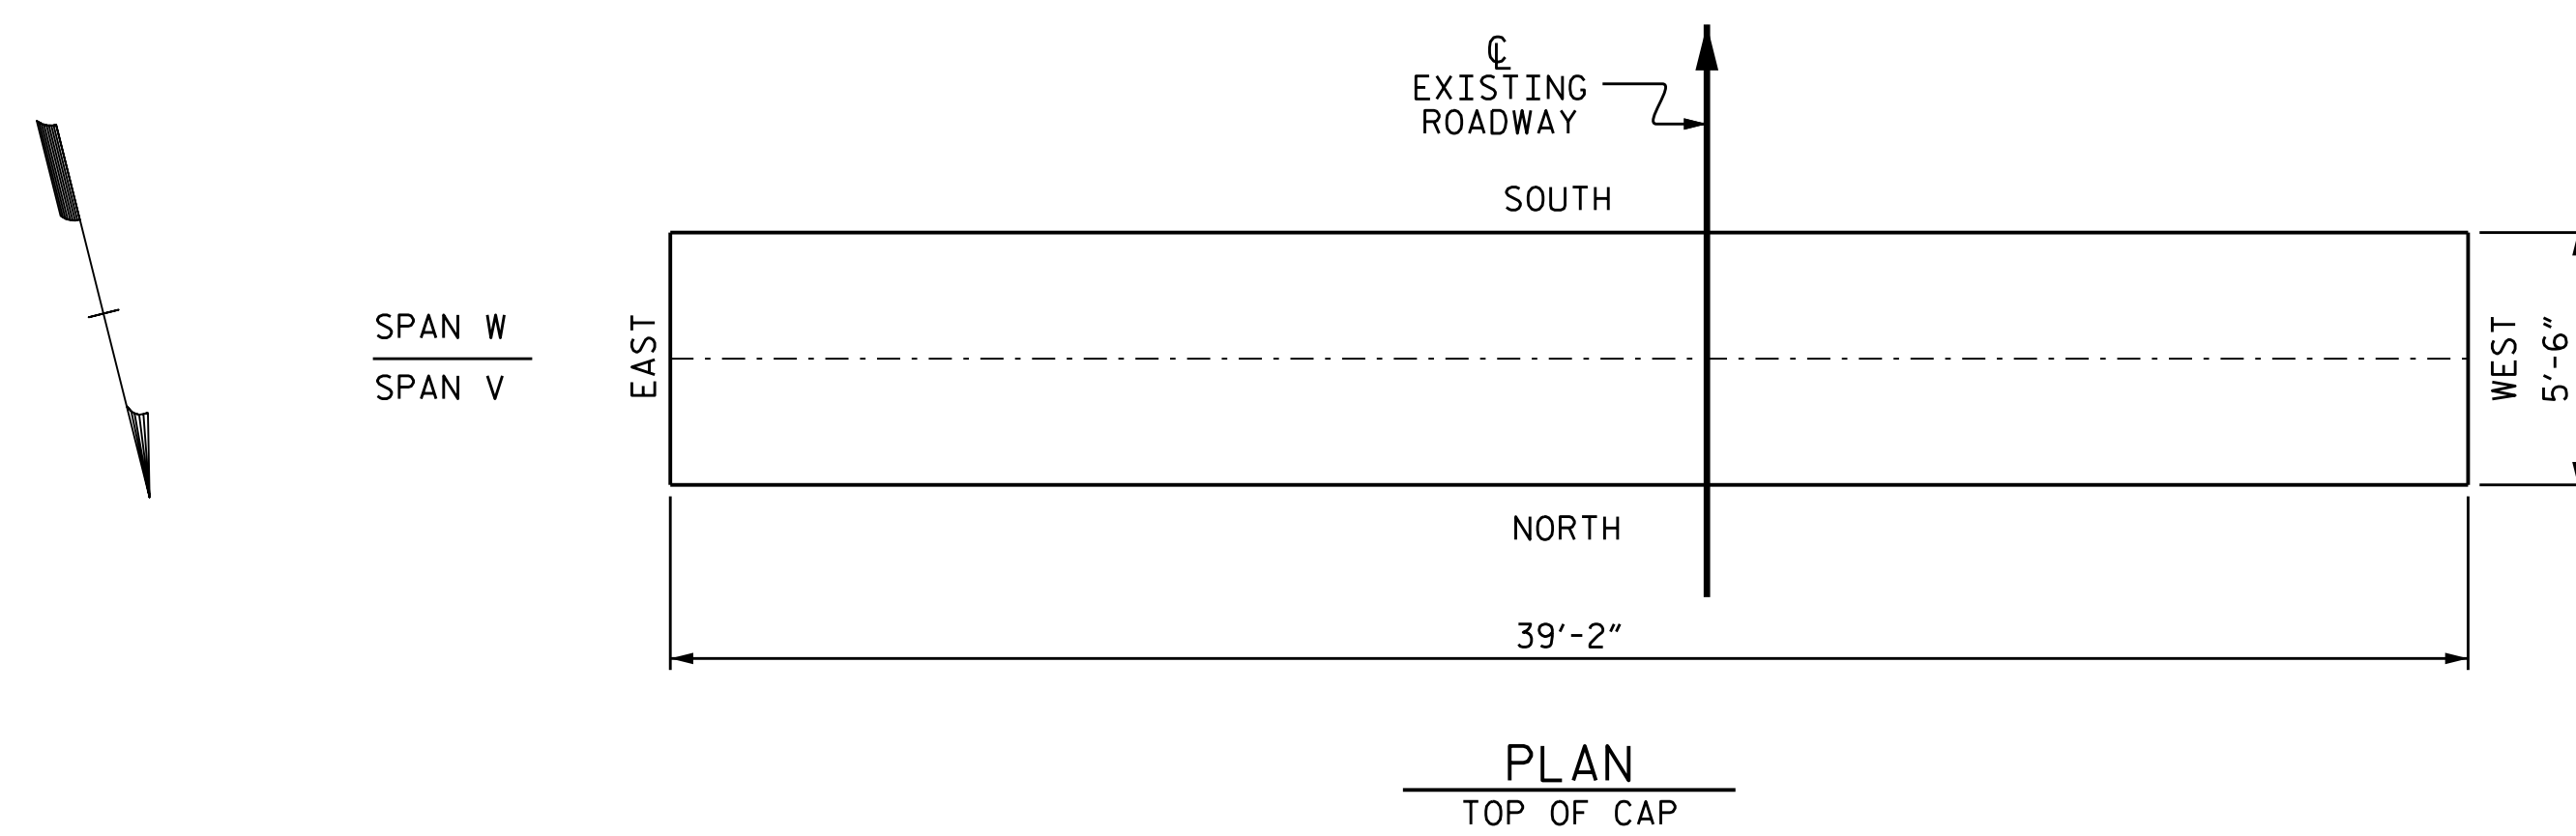 ℄
EXISTING
ROADWAY
SOUTH
SPAN W
SPAN V
EAST
WEST
5'-6"
NORTH
39'-2"
PLAN
TOP OF CAP